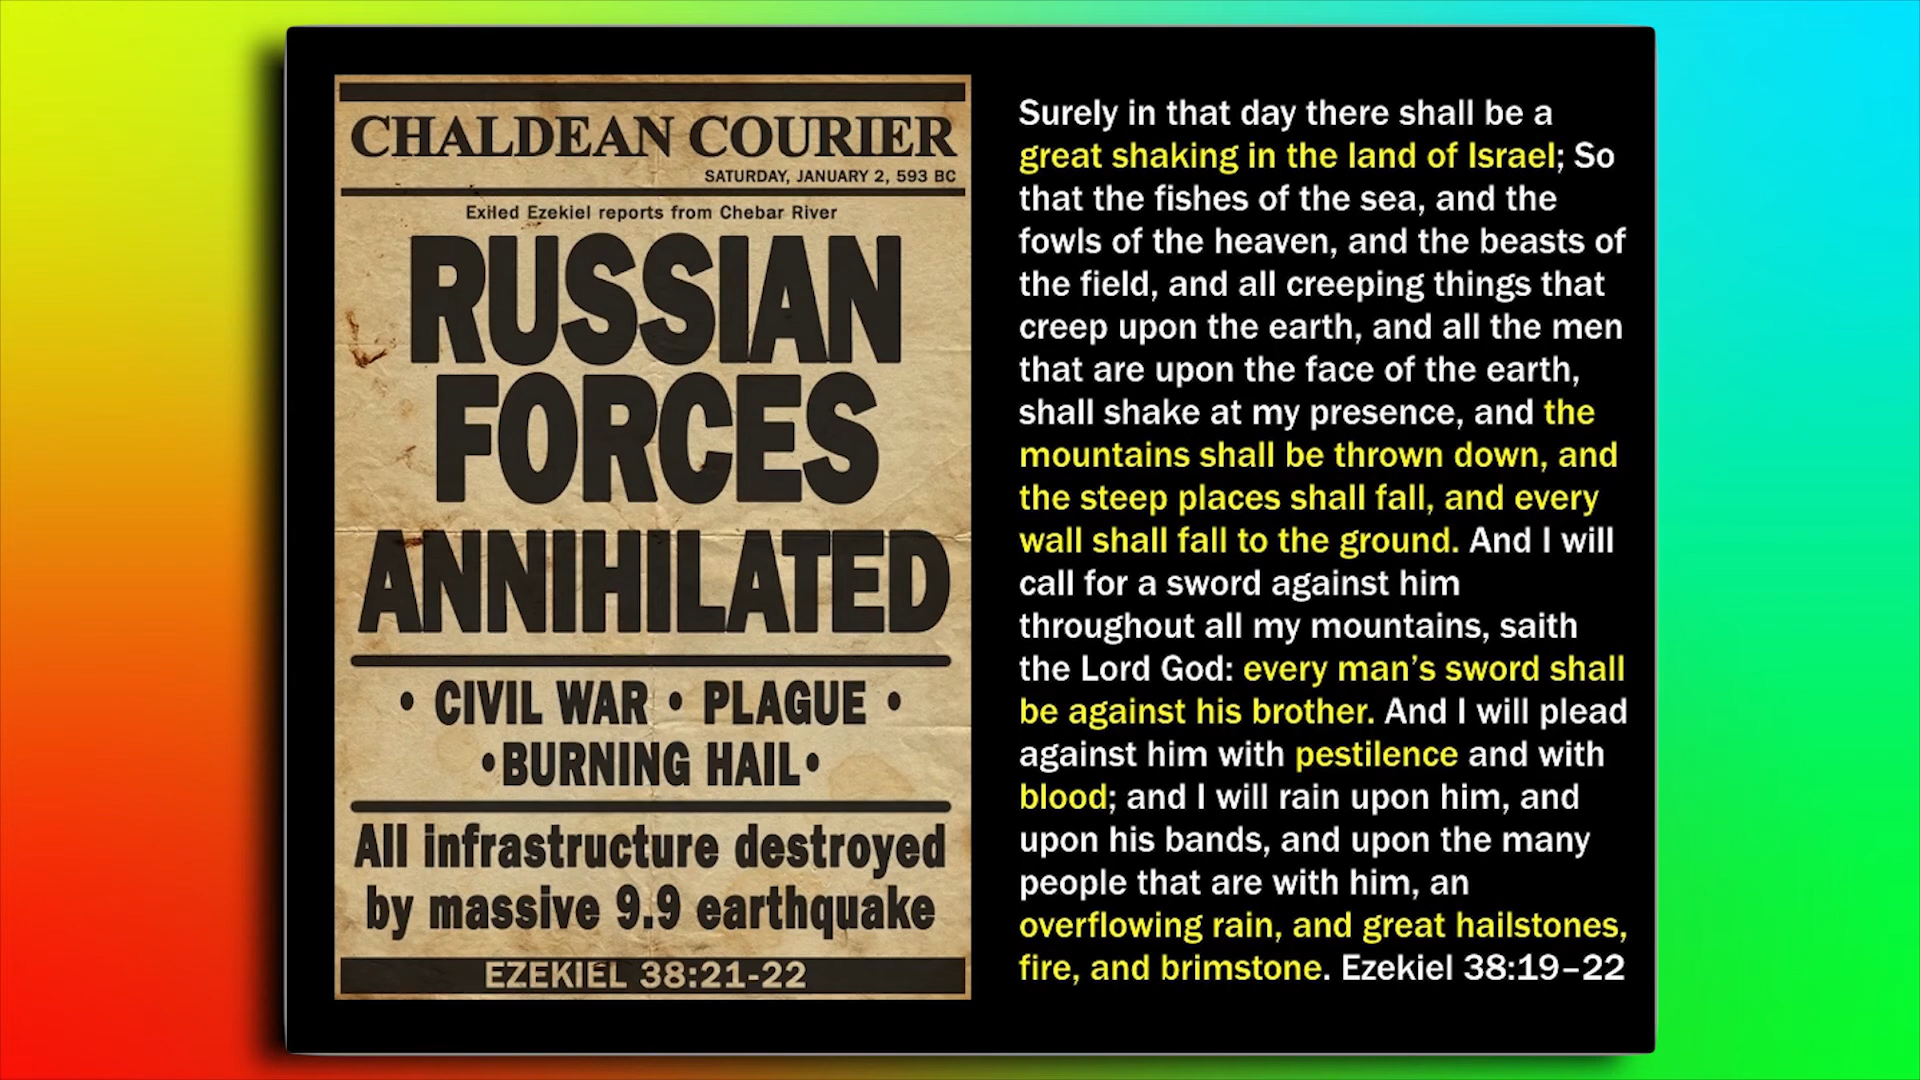 CHALDEAN COURIER
SATURDAY, JANUARY 2, 593 BC
Exiled Ezekiel reports from Chebar River
RUSSIAN
FORCES
ANNIHILATED
• CIVIL WAR • PLAGUE •
•BURNING HAIL•
All infrastructure destroyed
by massive 9.9 earthquake
EZEKIEL 38:21-22
Surely in that day there shall be a
great shaking in the land of Israel; So
that the fishes of the sea, and the
fowls of the heaven, and the beasts of
the field, and all creeping things that
creep upon the earth, and all the men
that are upon the face of the earth,
shall shake at my presence, and the
mountains shall be thrown down, and
the steep places shall fall, and every
wall shall fall to the ground. And I will
call for a sword against him
throughout all my mountains, saith
the Lord God: every man’s sword shall
be against his brother. And I will plead
against him with pestilence and with
blood; and I will rain upon him, and
upon his bands, and upon the many
people that are with him, an
overflowing rain, and great hailstones,
fire, and brimstone. Ezekiel 38:19–22